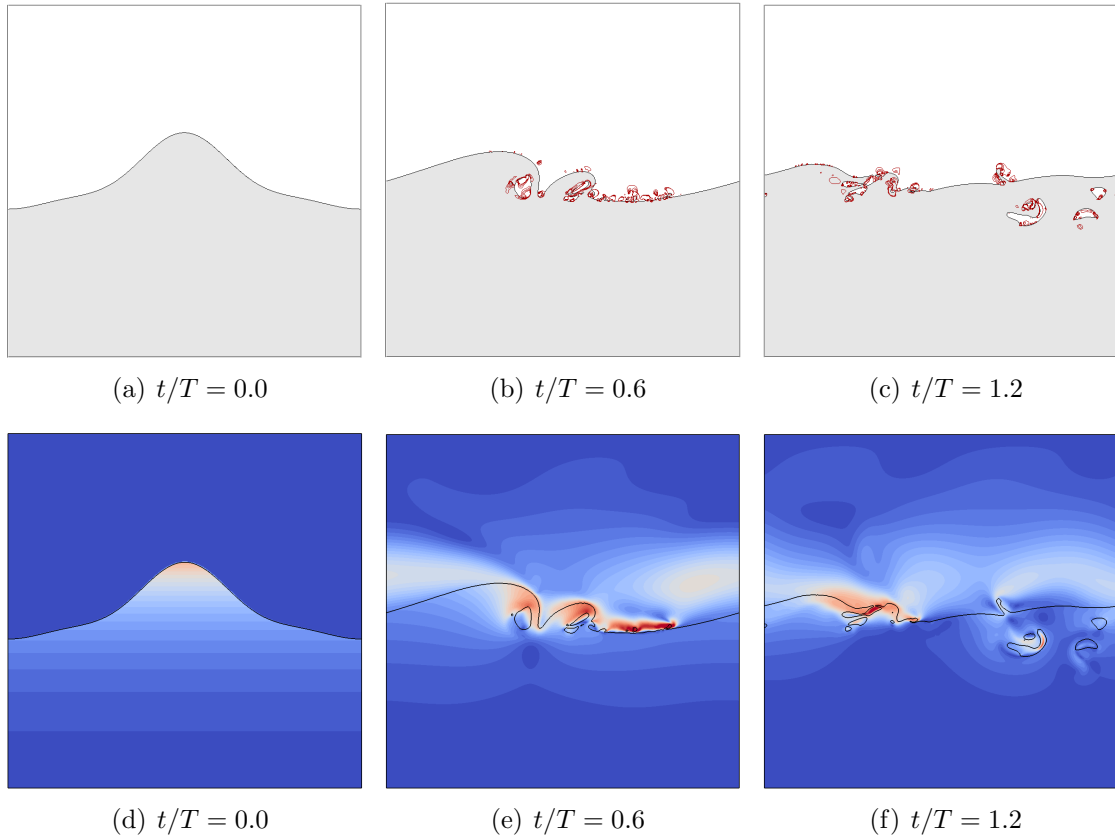 (a) t/T = 0.0
(b) t/T = 0.6
(c) t/T = 1.2
(d) t/T = 0.0
(e) t/T = 0.6
(f) t/T = 1.2